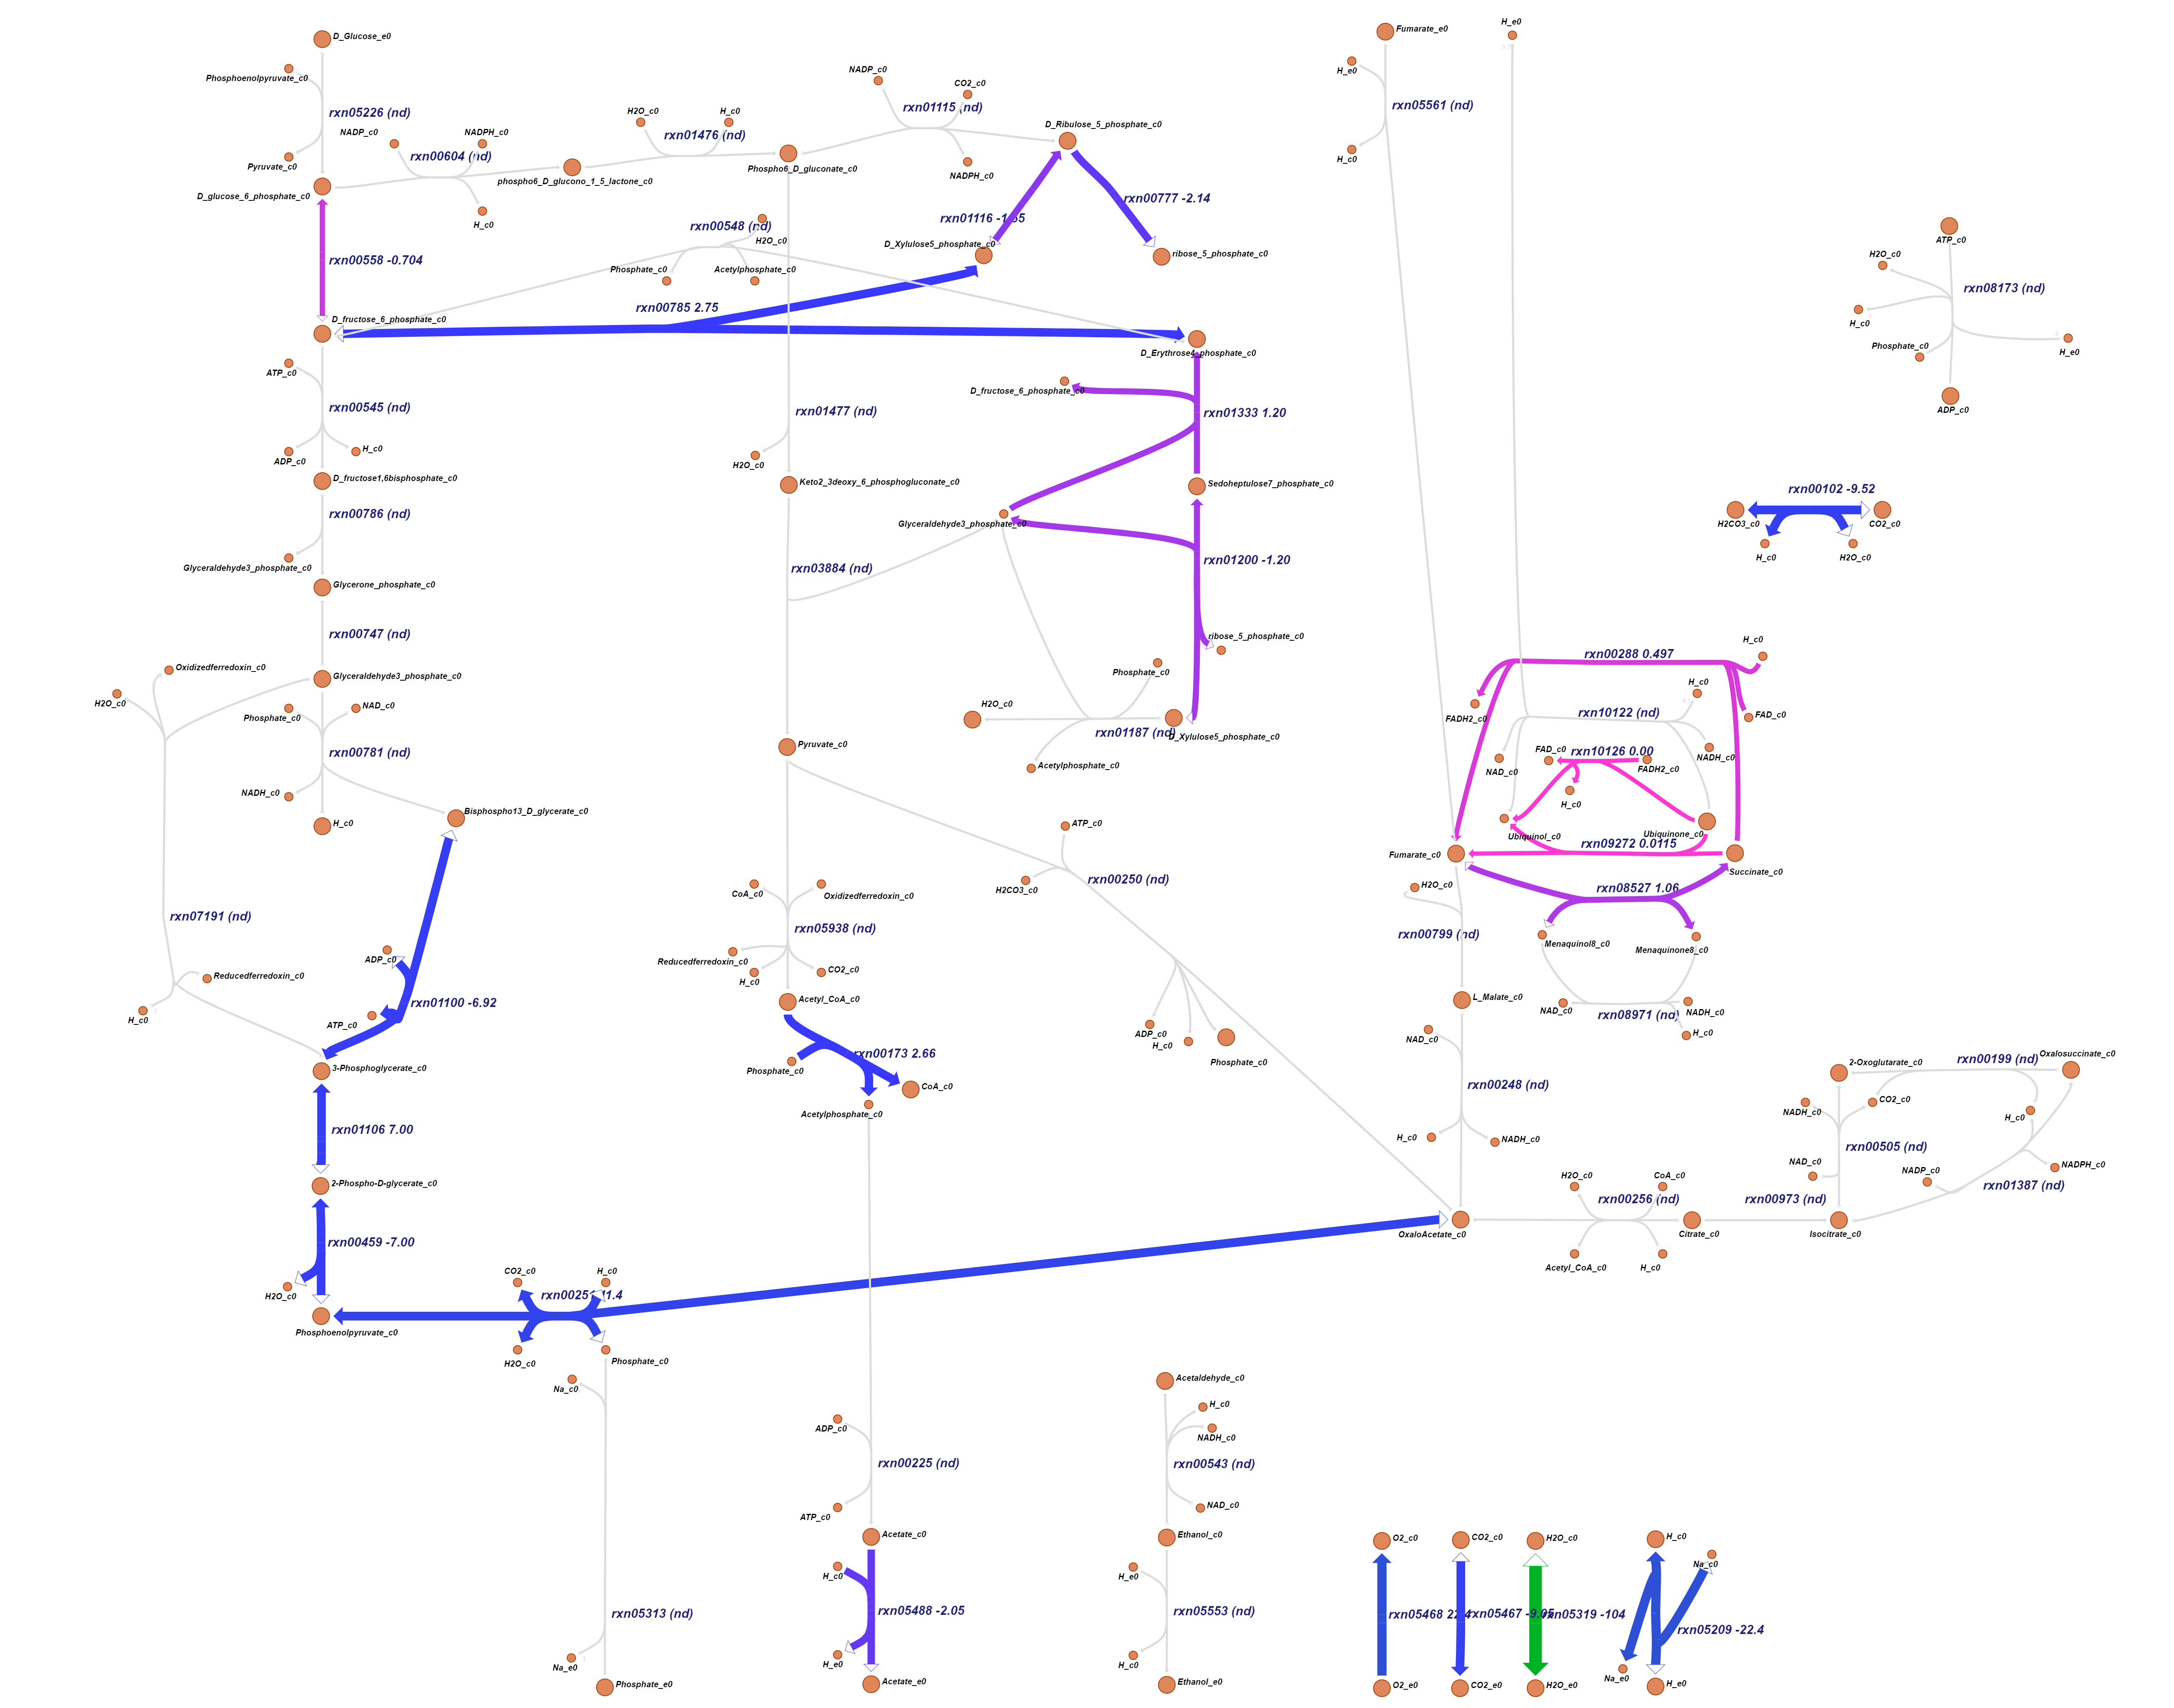 D_Glucose_e0
Phosphoenolpyruvate_c0
rxn05226 (nd)
Pyruvate_c0
D_glucose_6_phosphate_c0
NADP_c0
NADPH_c0
rxn00604 (nd)
H_c0
phospho6_D_glucono_1_5_lactone_c0
H2O_c0
H_c0
rxn01476 (nd)
Phospho6_D_gluconate_c0
NADP_c0
CO2_c0
rxn01115 (nd)
NADPH_c0
D_Ribulose_5_phosphate_c0
rxn00777 -2.14
D_Xylulose5_phosphate_c0
ribose_5_phosphate_c0
rxn00548 (nd)
H2O_c0
Phosphate_c0
Acetylphosphate_c0
rxn00558 -0.704
rxn00785 2.75
D_fructose_6_phosphate_c0
D_Erythrose4_phosphate_c0
ATP_c0
rxn00545 (nd)
ADP_c0
H_c0
D_fructose1,6bisphosphate_c0
rxn00786 (nd)
Glyceraldehyde3_phosphate_c0
Glycerone_phosphate_c0
rxn00747 (nd)
Glyceraldehyde3_phosphate_c0
Oxidizedferredoxin_c0
H2O_c0
Phosphate_c0
NAD_c0
rxn00781 (nd)
NADH_c0
H_c0
Bisphospho13_D_glycerate_c0
rxn07191 (nd)
Reducedferredoxin_c0
H_c0
ADP_c0
rxn01100 -6.92
ATP_c0
3-Phosphoglycerate_c0
rxn01106 7.00
2-Phospho-D-glycerate_c0
rxn00459 -7.00
H2O_c0
Phosphoenolpyruvate_c0
CO2_c0
H_c0
H2O_c0
Phosphate_c0
Na_c0
rxn05313 (nd)
Na_e0
Phosphate_e0
rxn01477 (nd)
H2O_c0
Keto2_3deoxy_6_phosphogluconate_c0
rxn03884 (nd)
D_fructose_6_phosphate_c0
rxn01333 1.20
Sedoheptulose7_phosphate_c0
Glyceraldehyde3_phosphate_c0
rxn01200 -1.20
ribose_5_phosphate_c0
Phosphate_c0
H2O_c0
rxn01187 (nd)
D_Xylulose5_phosphate_c0
Acetylphosphate_c0
Pyruvate_c0
ATP_c0
H2CO3_c0
rxn00250 (nd)
ADP_c0
H_c0
Phosphate_c0
CoA_c0
Oxidizedferredoxin_c0
rxn05938 (nd)
Reducedferredoxin_c0
H_c0
CO2_c0
Acetyl_CoA_c0
rxn00173 2.66
Phosphate_c0
CoA_c0
Acetylphosphate_c0
ADP_c0
rxn00225 (nd)
ATP_c0
Acetate_c0
H_c0
rxn05488 -2.05
H_e0
Acetate_e0
Acetaldehyde_c0
H_c0
NADH_c0
rxn00543 (nd)
NAD_c0
Ethanol_c0
H_e0
rxn05553 (nd)
H_c0
Ethanol_e0
Fumarate_e0
H_e0
rxn05561 (nd)
H_c0
H_e0
ATP_c0
H2O_c0
rxn08173 (nd)
H_c0
Phosphate_c0
H_e0
ADP_c0
rxn00102 -9.52
H2CO3_c0
CO2_c0
H_c0
H2O_c0
H_c0
rxn00288 0.497
FADH2_c0
FAD_c0
H_c0
rxn10122 (nd)
NAD_c0
NADH_c0
FAD_c0
rxn10126 0.00
FADH2_c0
H_c0
Ubiquinol_c0
Ubiquinone_c0
rxn09272 0.0115
Fumarate_c0
Succinate_c0
rxn08527 1.06
Menaquinol8_c0
Menaquinone8_c0
NAD_c0
NADH_c0
rxn08971 (nd)
H_c0
H2O_c0
rxn00799 (nd)
L_Malate_c0
NAD_c0
rxn00248 (nd)
H_c0
NADH_c0
OxaloAcetate_c0
H2O_c0
CoA_c0
rxn00256 (nd)
Acetyl_CoA_c0
H_c0
Citrate_c0
rxn00973 (nd)
Isocitrate_c0
2-Oxoglutarate_c0
rxn00199 (nd)
Oxalosuccinate_c0
NADH_c0
CO2_c0
H_c0
rxn00505 (nd)
NAD_c0
NADP_c0
NADPH_c0
rxn01387 (nd)
O2_c0
CO2_c0
H2O_c0
H_c0
Na_c0
rxn05468
rxn05467
rxn05319 -104
rxn05209 -22.4
Na_e0
O2_e0
CO2_e0
H2O_e0
H_e0